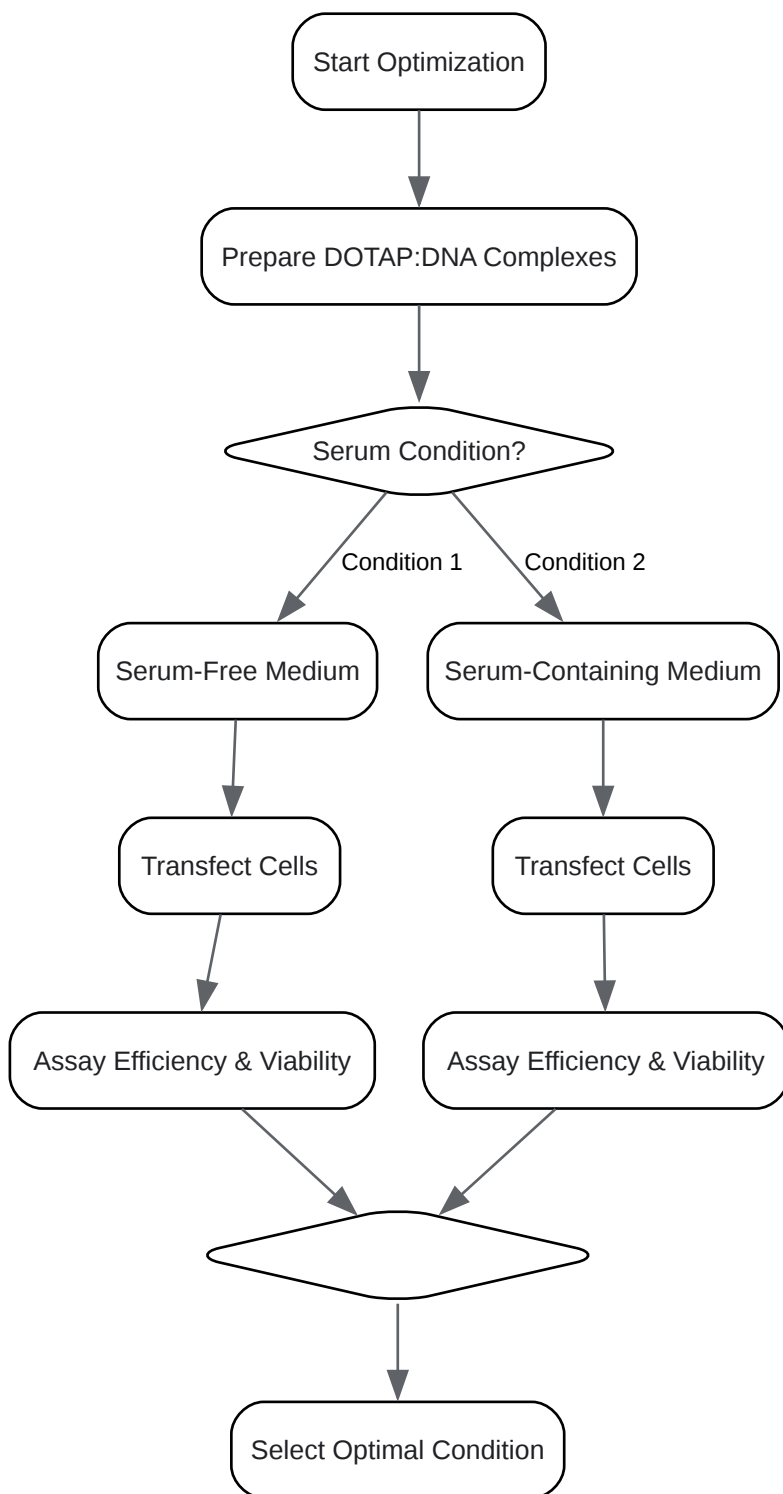 Start Optimization
Prepare DOTAP:DNA Complexes
Serum Condition?
Condition 1
Condition 2
Serum-Free Medium
Serum-Containing Medium
Transfect Cells
Transfect Cells
Assay Efficiency & Viability
Assay Efficiency & Viability
Select Optimal Condition